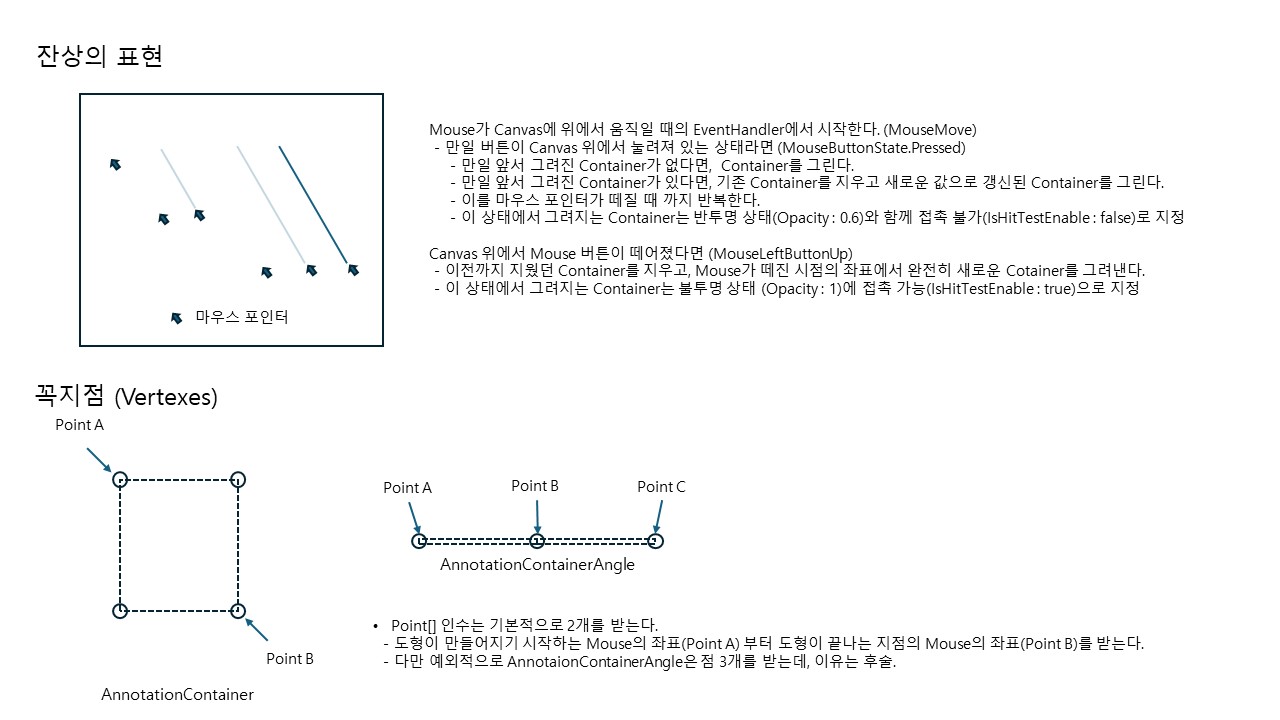 잔상의 표현
Mouse가 Canvas에 위에서 움직일 때의 EventHandler에서 시작한다. (MouseMove)
- 만일 버튼이 Canvas 위에서 눌려져 있는 상태라면 (MouseButtonState.Pressed)
- 만일 앞서 그려진 Container가 없다면, Container를 그린다.
- 만일 앞서 그려진 Container가 있다면, 기존 Container를 지우고 새로운 값으로 갱신된 Container를 그린다.
- 이를 마우스 포인터가 떼질 때 까지 반복한다.
- 이 상태에서 그려지는 Container는 반투명 상태(Opacity : 0.6)와 함께 접촉 불가(IsHitTestEnable : false)로 지정
Canvas 위에서 Mouse 버튼이 떼어졌다면 (MouseLeftButtonUp)
- 이전까지 지웠던 Container를 지우고, Mouse가 떼진 시점의 좌표에서 완전히 새로운 Cotainer를 그려낸다.
- 이 상태에서 그려지는 Container는 불투명 상태 (Opacity : 1)에 접촉 가능(IsHitTestEnable : true)으로 지정
마우스 포인터
꼭지점 (Vertexes)
Point A
Point B
AnnotationContainer
Point A
Point B
Point C
AnnotationContainerAngle
• Point[] 인수는 기본적으로 2개를 받는다.
- 도형이 만들어지기 시작하는 Mouse의 좌표(Point A) 부터 도형이 끝나는 지점의 Mouse의 좌표(Point B)를 받는다.
- 다만 예외적으로 AnnotaionContainerAngle은 점 3개를 받는데, 이유는 후술.